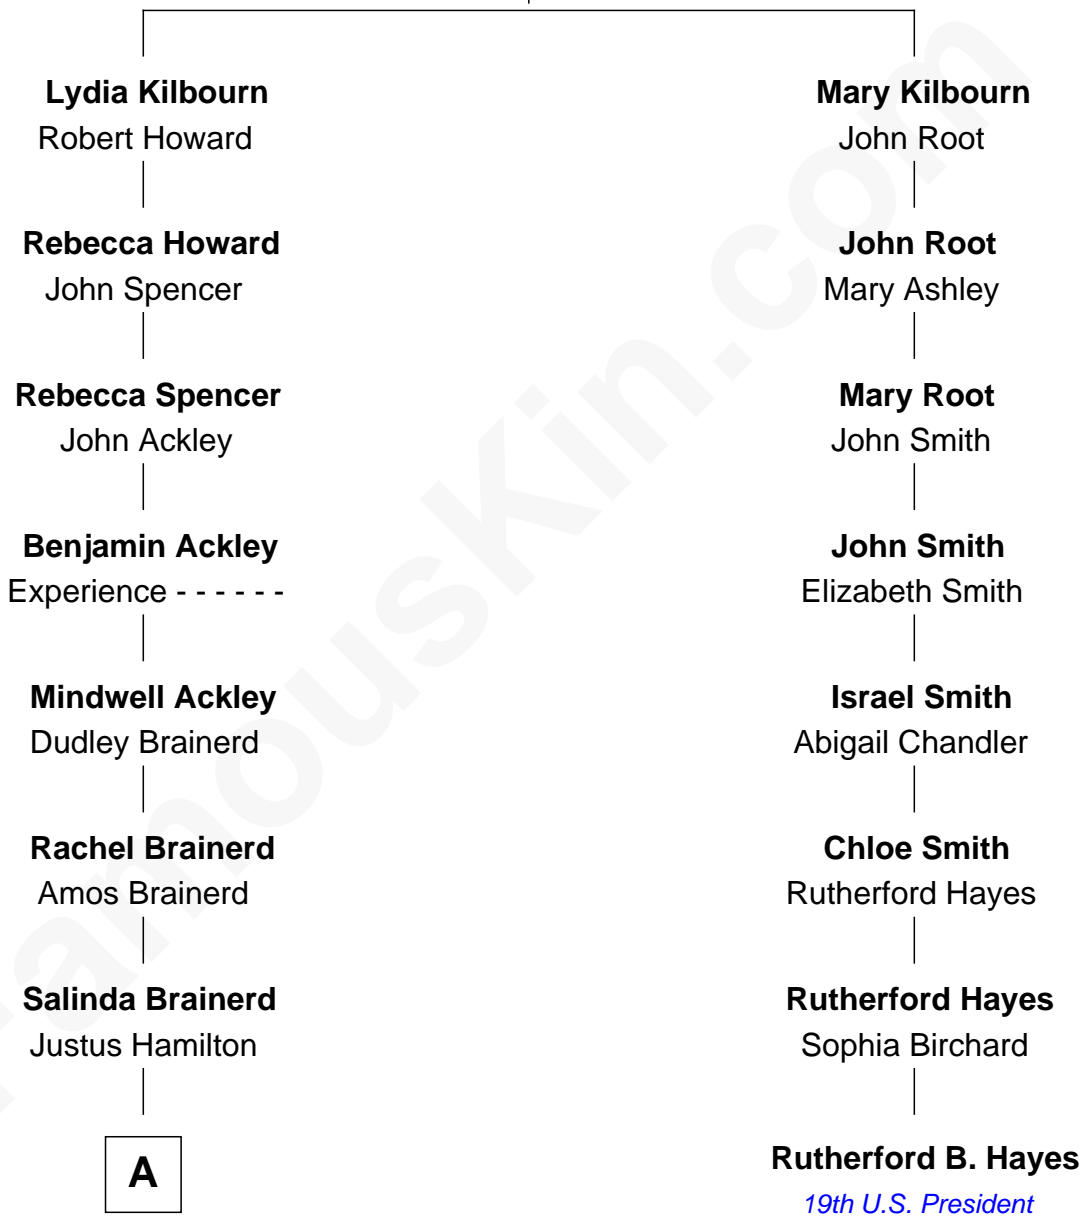 Lydia Kilbourn
Robert Howard
Rebecca Howard
John Spencer
Rebecca Spencer
John Ackley
Benjamin Ackley
Experience - - - - - -
Mindwell Ackley
Dudley Brainerd
Rachel Brainerd
Amos Brainerd
Salinda Brainerd
Justus Hamilton
A
Mary Kilbourn
John Root
John Root
Mary Ashley
Mary Root
John Smith
John Smith
Elizabeth Smith
Israel Smith
Abigail Chandler
Chloe Smith
Rutherford Hayes
Rutherford Hayes
Sophia Birchard
Rutherford B. Hayes
19th U.S. President
FamousKin.com